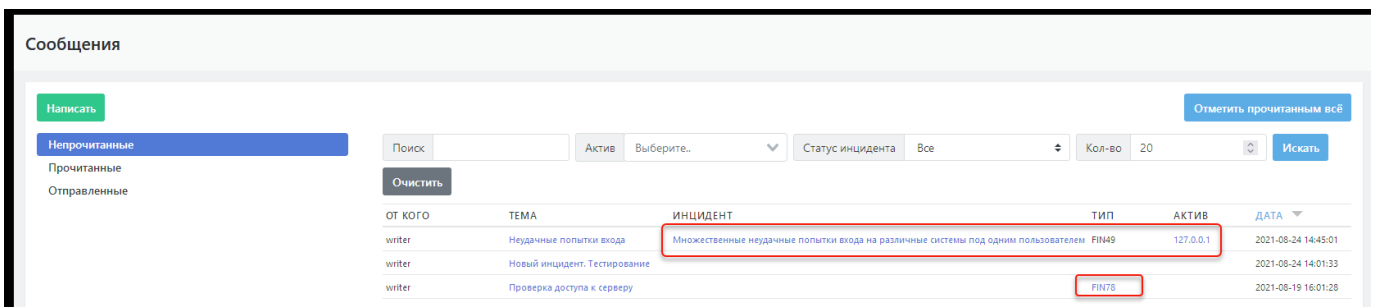 Сообщения
Написать
Отметить прочитанным всё
Непрочитанные
Прочитанные
Отправленные
Поиск Актив Выберите.. Статус инцидента Все Кол-во 20 Искать
Очистить
ОТ КОГО ТЕМА ИНЦИДЕНТ ТИП АКТИВ ДАТА
writer Неудачные попытки входа Множественные неудачные попытки входа на различные системы под одним пользователем FIN49 127.0.0.1 2021-08-24 14:45:01
writer Новый инцидент. Тестирование 2021-08-24 14:01:33
writer Проверка доступа к серверу FIN78 2021-08-19 16:01:28